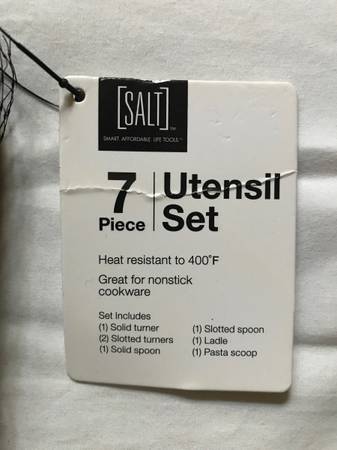 [SALT]™
SMART. AFFORDABLE. LIFE TOOLS.™
7 Piece | Utensil Set
Heat resistant to 400°F
Great for nonstick
cookware
Set Includes
(1) Solid turner
(2) Slotted turners
(1) Solid spoon
(1) Slotted spoon
(1) Ladle
(1) Pasta scoop